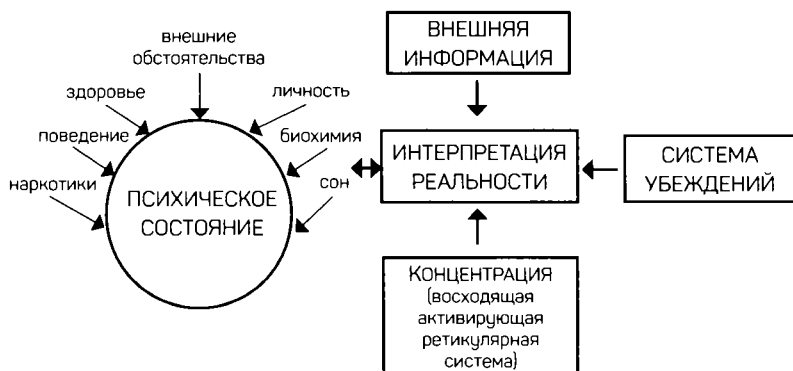 внешние
обстоятельства
здоровье
личность
поведение
биохимия
наркотики
сон
ПСИХИЧЕСКОЕ
СОСТОЯНИЕ
ВНЕШНЯЯ
ИНФОРМАЦИЯ
ИНТЕРПРЕТАЦИЯ
РЕАЛЬНОСТИ
СИСТЕМА
УБЕЖДЕНИЙ
КОНЦЕНТРАЦИЯ
(восходящая
активирующая
ретикулярная
система)